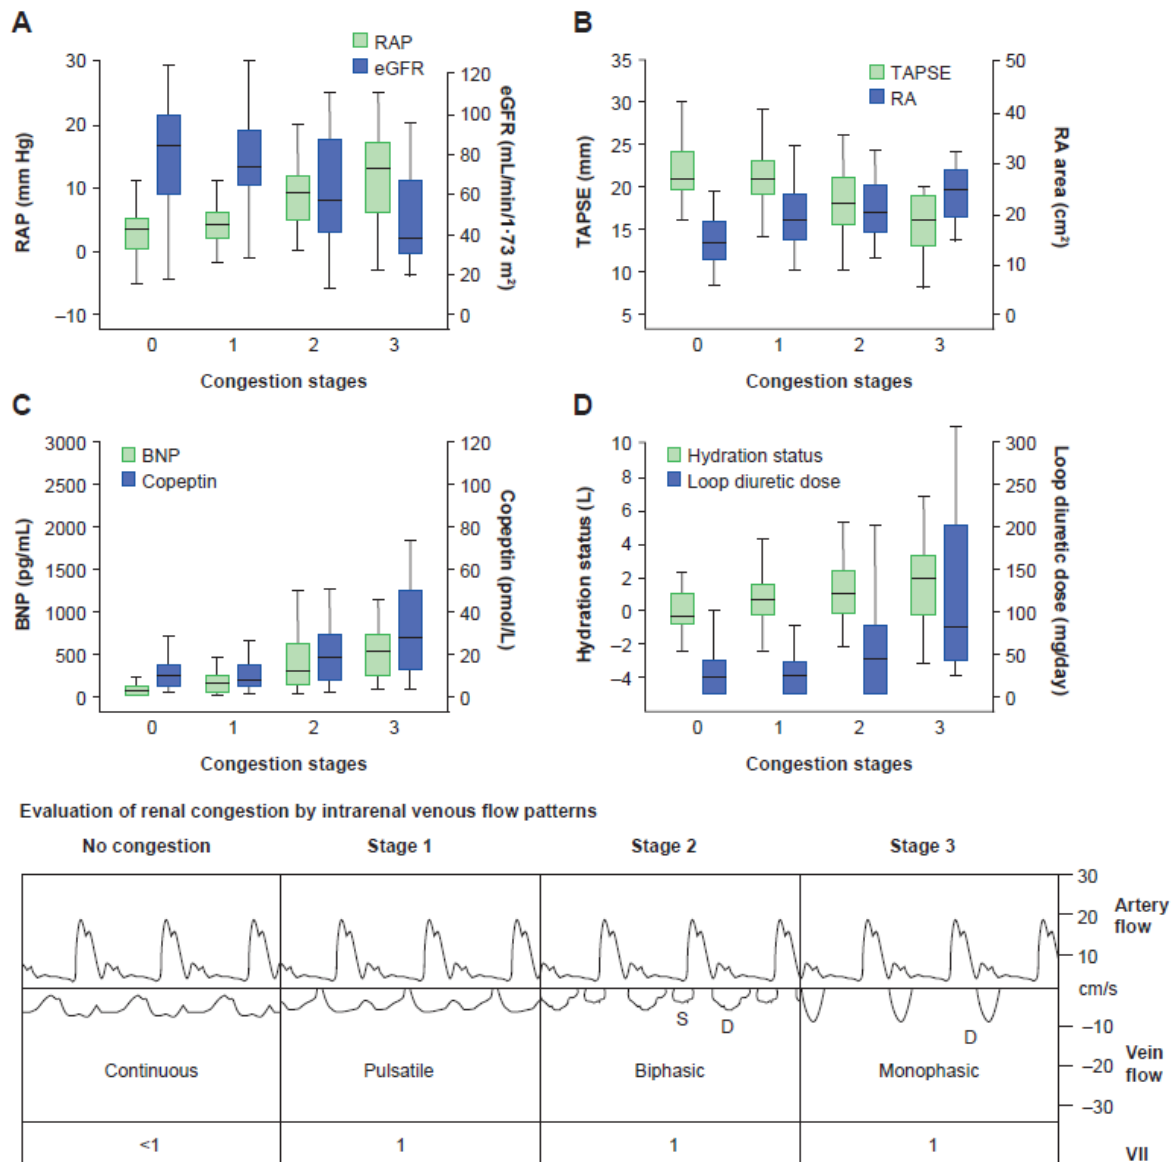 A
RAP
eGFR
30
20
10
0
–10
RAP (mm Hg)
120
100
80
60
40
20
0
eGFR (mL/min/1·73 m²)
0 1 2 3
Congestion stages
B
TAPSE
RA
35
30
25
20
15
10
5
TAPSE (mm)
50
40
30
20
10
0
RA area (cm²)
0 1 2 3
Congestion stages
C
BNP
Copeptin
3000
2500
2000
1500
1000
500
0
BNP (pg/mL)
120
100
80
60
40
20
0
Copeptin (pmol/L)
0 1 2 3
Congestion stages
D
Hydration status
Loop diuretic dose
10
8
6
4
2
0
–2
–4
Hydration status (L)
300
250
200
150
100
50
0
Loop diuretic dose (mg/day)
0 1 2 3
Congestion stages
Evaluation of renal congestion by intrarenal venous flow patterns
No congestion Stage 1 Stage 2 Stage 3
30
20
10
Artery
flow
cm/s
–10
–20
–30
Vein
flow
S D D
Continuous Pulsatile Biphasic Monophasic
<1 1 1 1 VII